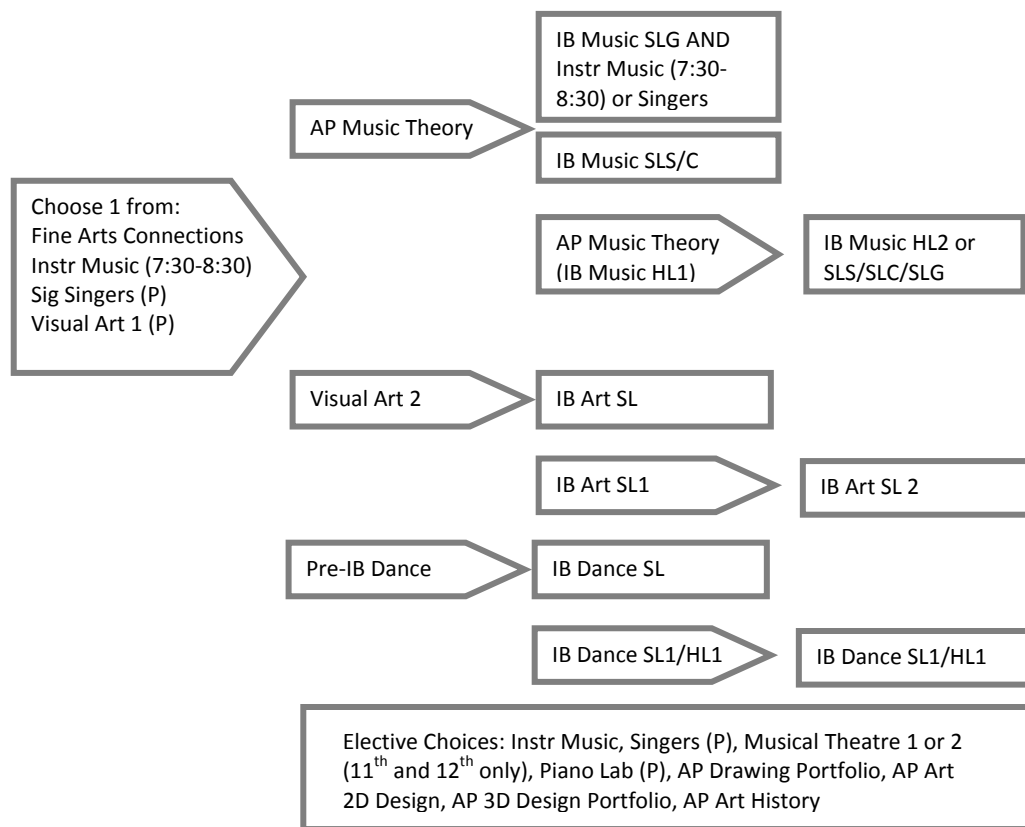 IB Music SLG AND
Instr Music (7:30-
8:30) or Singers
AP Music Theory
IB Music SLS/C
Choose 1 from:
Fine Arts Connections
Instr Music (7:30-8:30)
Sig Singers (P)
Visual Art 1 (P)
AP Music Theory
(IB Music HL1)
IB Music HL2 or
SLS/SLC/SLG
Visual Art 2
IB Art SL
IB Art SL1
IB Art SL 2
Pre-IB Dance
IB Dance SL
IB Dance SL1/HL1
IB Dance SL1/HL1
Elective Choices: Instr Music, Singers (P), Musical Theatre 1 or 2
(11th and 12th only), Piano Lab (P), AP Drawing Portfolio, AP Art
2D Design, AP 3D Design Portfolio, AP Art History